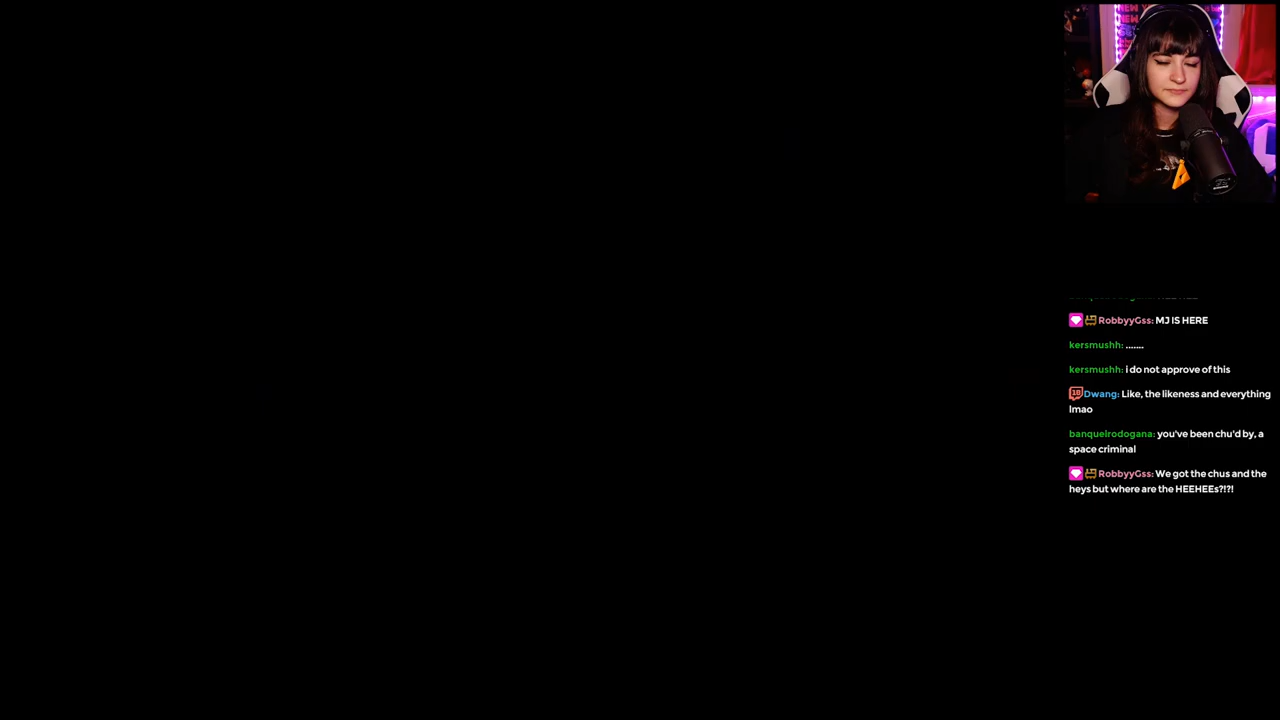 RobbyyGss: MJ IS HERE
kersmushh: .......
kersmushh: i do not approve of this
Dwang: Like, the likeness and everything
lmao
banquelrodogana: you've been chu'd by, a
space criminal
RobbyyGss: We got the chus and the
heys but where are the HEEHEEs?!?!